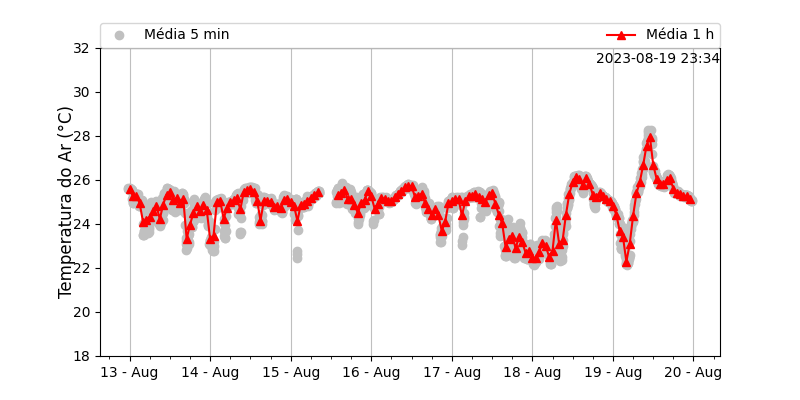 Média 5 min
Média 1 h
2023-08-19 23:34
Temperatura do Ar (°C)
32
30
28
26
24
22
20
18
13 - Aug
14 - Aug
15 - Aug
16 - Aug
17 - Aug
18 - Aug
19 - Aug
20 - Aug